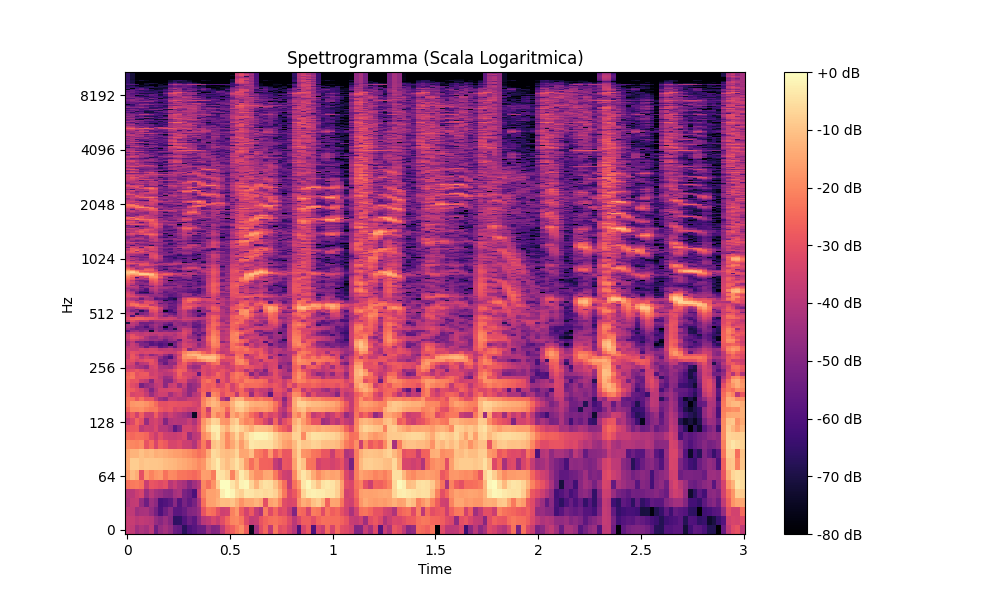 Spettrogramma (Scala Logaritmica)
8192
4096
2048
1024
512
256
128
64
0
Hz
0
0.5
1
1.5
2
2.5
3
Time
+0 dB
-10 dB
-20 dB
-30 dB
-40 dB
-50 dB
-60 dB
-70 dB
-80 dB